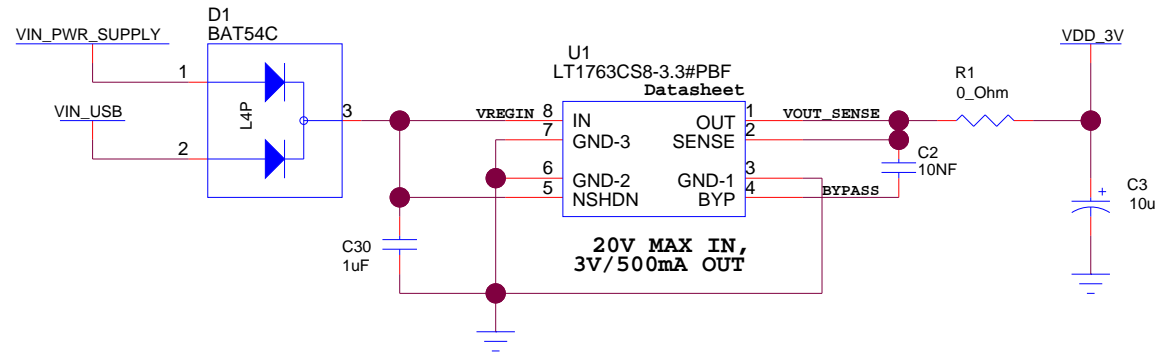 D1
BAT54C
VIN_PWR_SUPPLY
1
VIN_USB
2
L4P
3
U1
LT1763CS8-3.3#PBF
Datasheet
VREGIN
8
IN
7
GND-3
6
GND-2
5
NSHDN
OUT
1
SENSE
2
GND-1
3
BYP
4
VOUT_SENSE
BYPASS
20V MAX IN,
3V/500mA OUT
C30
1uF
C2
10NF
R1
0_Ohm
VDD_3V
C3
10u
+